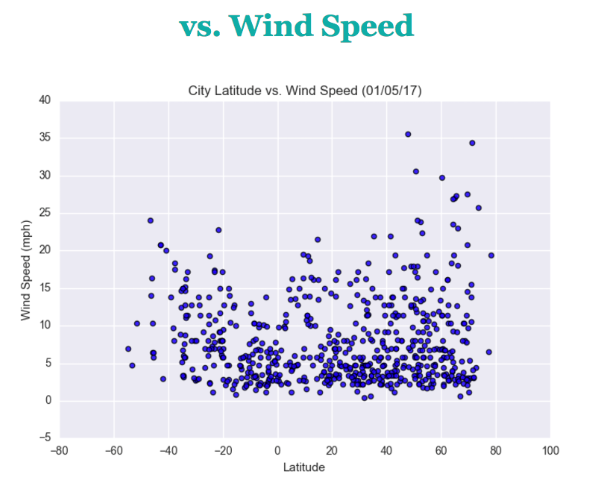 vs. Wind Speed
City Latitude vs. Wind Speed (01/05/17)
40
35
30
25
20
15
10
5
0
−5
Wind Speed (mph)
−80 −60 −40 −20 0 20 40 60 80 100
Latitude